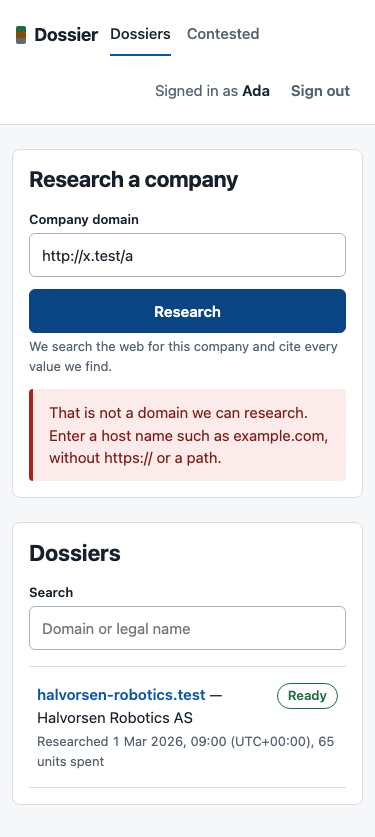 Dossier Dossiers Contested
Signed in as Ada Sign out
Research a company
Company domain
http://x.test/a
Research
We search the web for this company and cite every
value we find.
That is not a domain we can research.
Enter a host name such as example.com,
without https:// or a path.
Dossiers
Search
Domain or legal name
halvorsen-robotics.test — Ready
Halvorsen Robotics AS
Researched 1 Mar 2026, 09:00 (UTC+00:00), 65
units spent